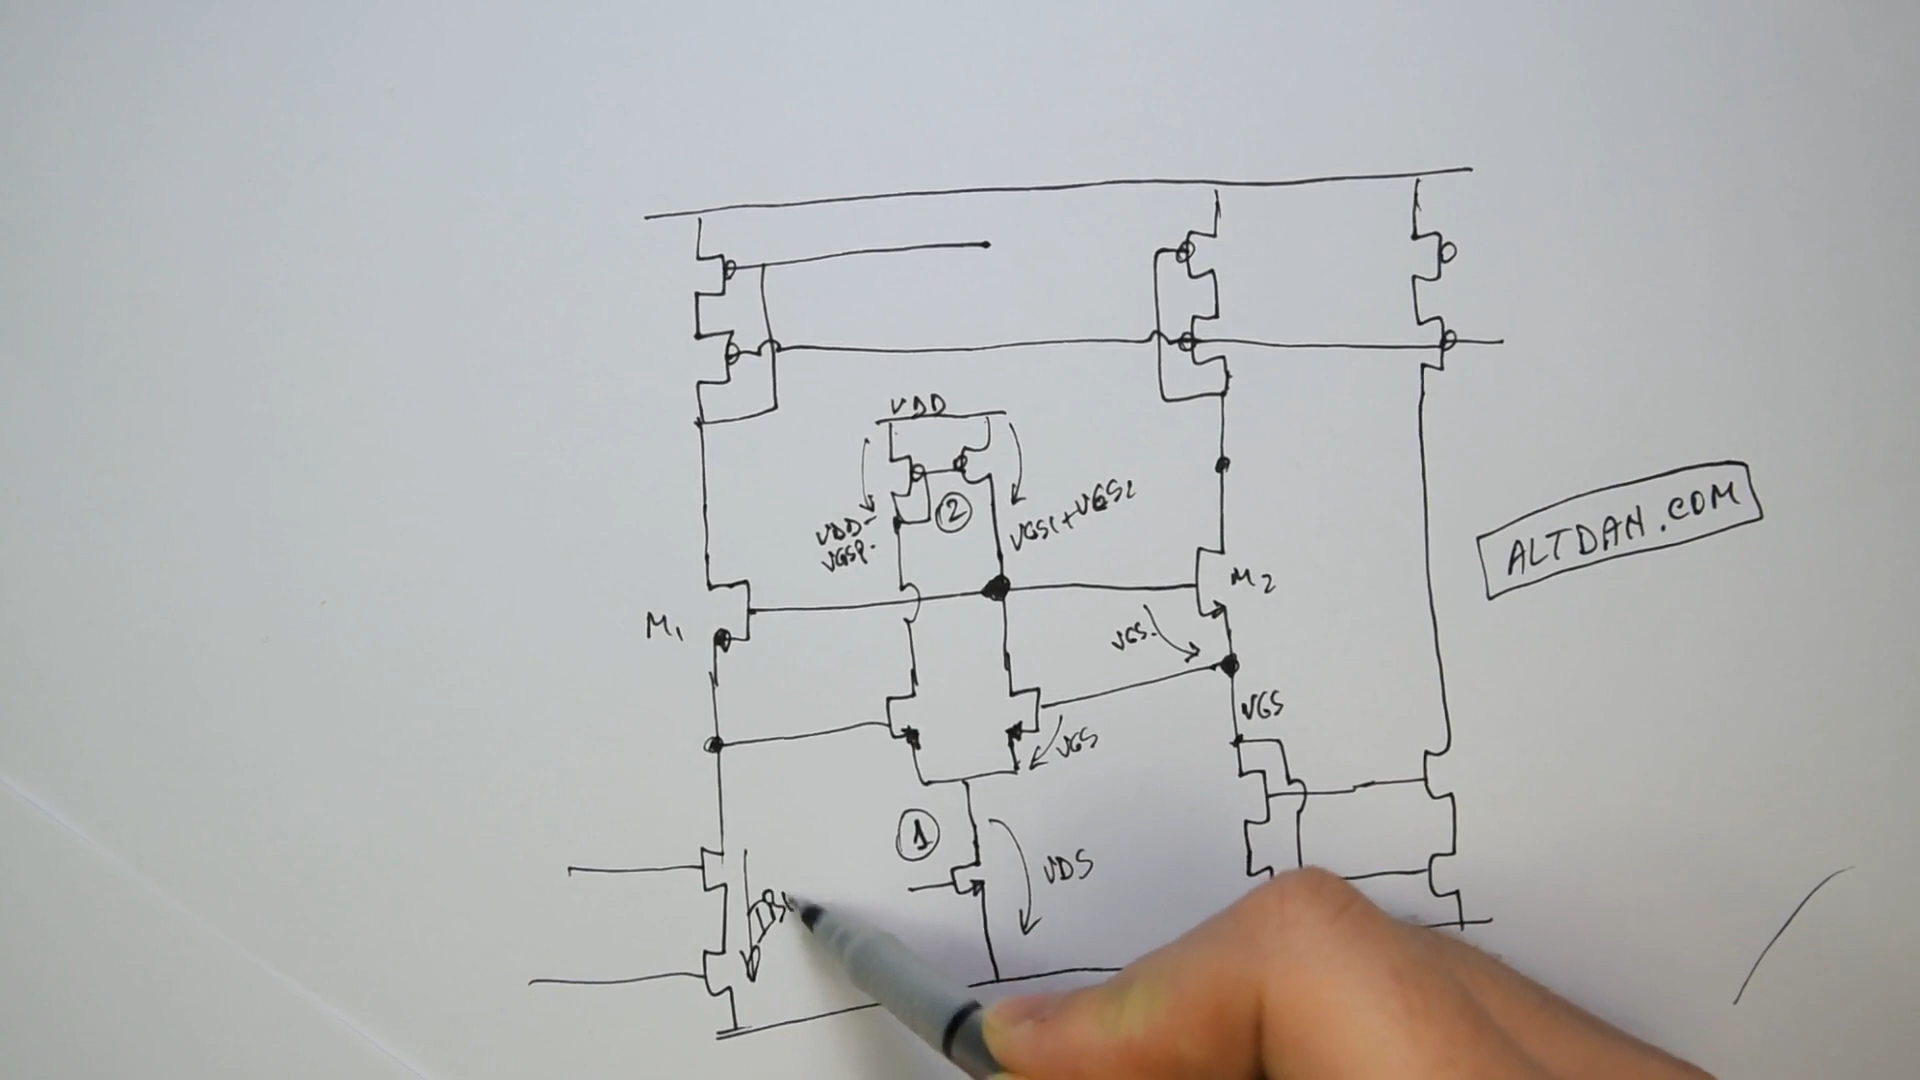 VDD
2
VDD-
VGSP.
VGS1+VGS2
ALTDAN.COM
M1
M2
VGS.
VGS
VGS
1
VDS